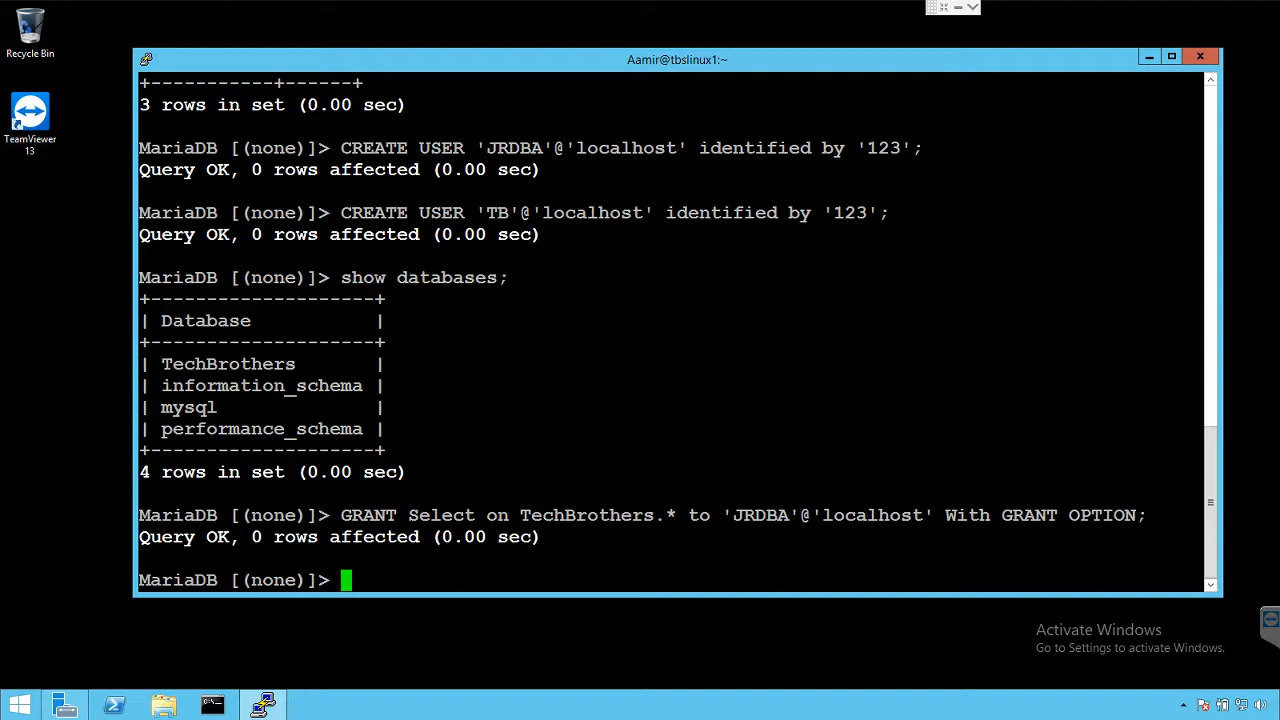 Recycle Bin
TeamViewer
13
Aamir@tbslinux1:~
+-----------+------+
3 rows in set (0.00 sec)
MariaDB [(none)]> CREATE USER 'JRDBA'@'localhost' identified by '123';
Query OK, 0 rows affected (0.00 sec)
MariaDB [(none)]> CREATE USER 'TB'@'localhost' identified by '123';
Query OK, 0 rows affected (0.00 sec)
MariaDB [(none)]> show databases;
+--------------------+
| Database           |
+--------------------+
| TechBrothers       |
| information_schema |
| mysql              |
| performance_schema |
+--------------------+
4 rows in set (0.00 sec)
MariaDB [(none)]> GRANT Select on TechBrothers.* to 'JRDBA'@'localhost' With GRANT OPTION;
Query OK, 0 rows affected (0.00 sec)
MariaDB [(none)]>
Activate Windows
Go to Settings to activate Windows.